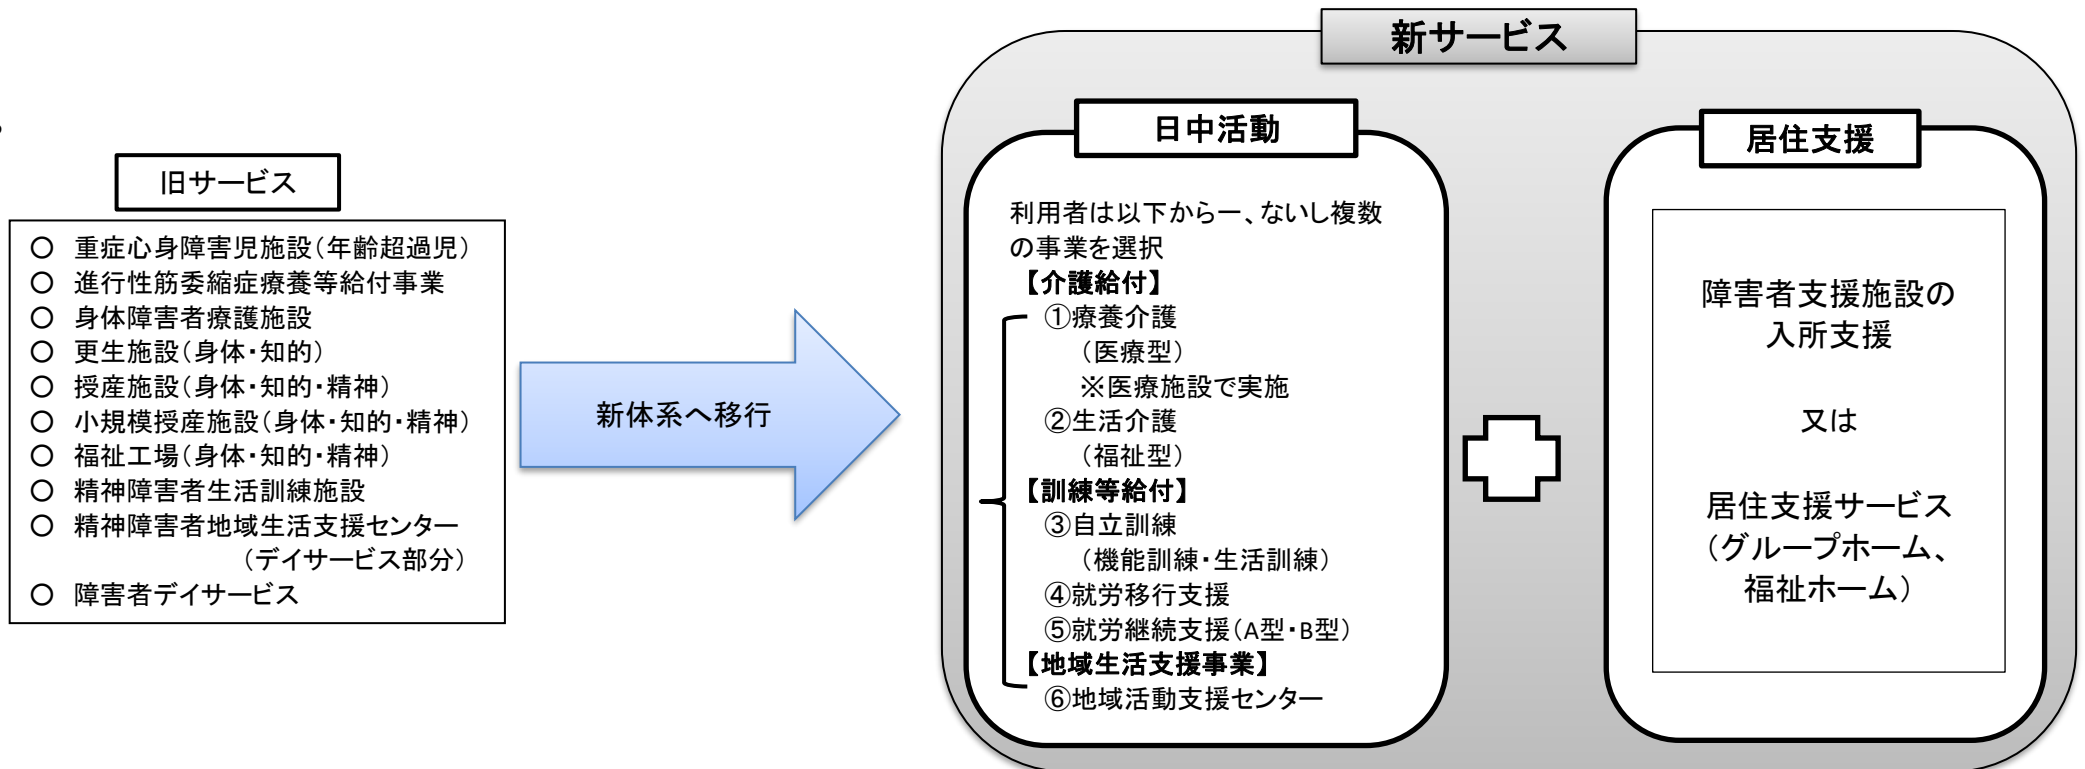 旧サービス
○ 重症心身障害児施設(年齢超過児)
○ 進行性筋萎縮症療養等給付事業
○ 身体障害者療護施設
○ 更生施設(身体・知的)
○ 授産施設(身体・知的・精神)
○ 小規模授産施設(身体・知的・精神)
○ 福祉工場(身体・知的・精神)
○ 精神障害者生活訓練施設
○ 精神障害者地域生活支援センター
(デイサービス部分)
○ 障害者デイサービス
新体系へ移行
新サービス
日中活動
利用者は以下から一、ないし複数
の事業を選択
【介護給付】
①療養介護
(医療型)
※医療施設で実施
②生活介護
(福祉型)
【訓練等給付】
③自立訓練
(機能訓練・生活訓練)
④就労移行支援
⑤就労継続支援(A型・B型)
【地域生活支援事業】
⑥地域活動支援センター
居住支援
障害者支援施設の
入所支援
又は
居住支援サービス
(グループホーム、
福祉ホーム)